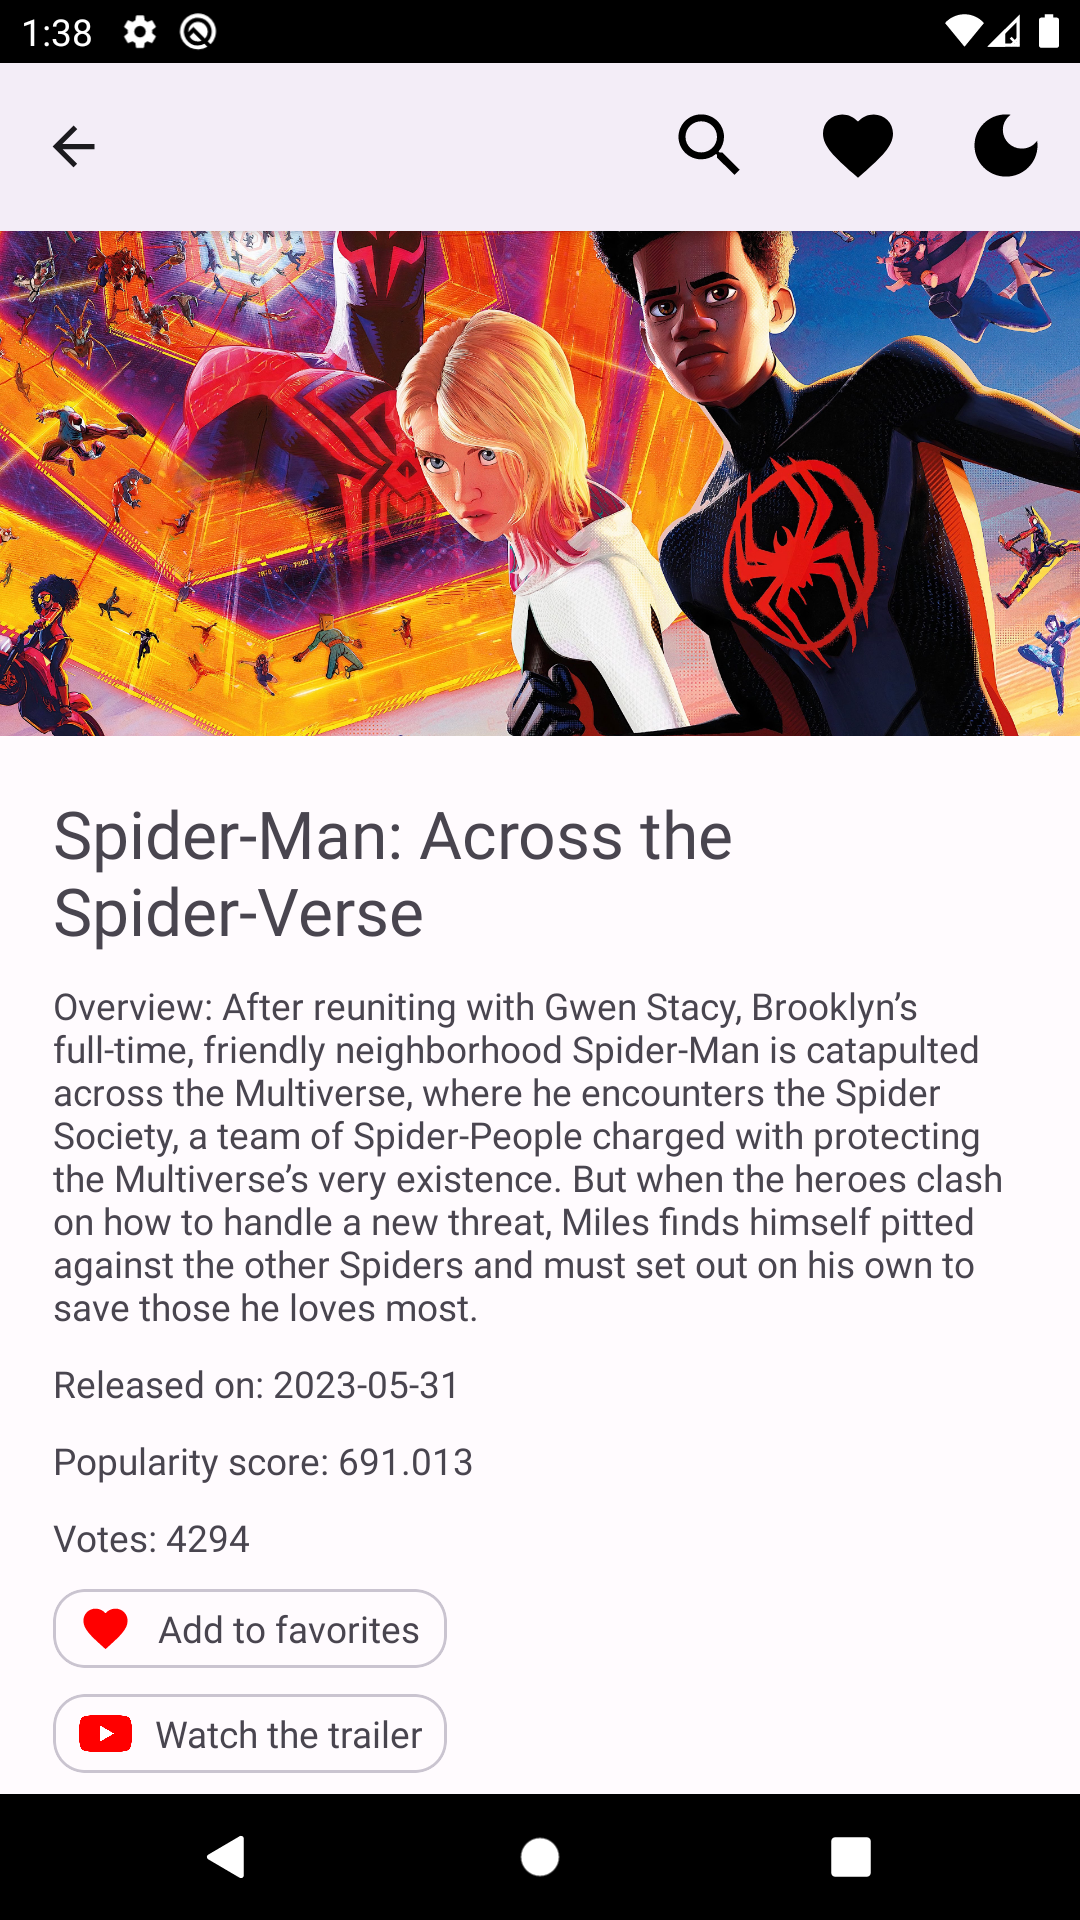 1:38
Spider-Man: Across the
Spider-Verse
Overview: After reuniting with Gwen Stacy, Brooklyn’s
full-time, friendly neighborhood Spider-Man is catapulted
across the Multiverse, where he encounters the Spider
Society, a team of Spider-People charged with protecting
the Multiverse’s very existence. But when the heroes clash
on how to handle a new threat, Miles finds himself pitted
against the other Spiders and must set out on his own to
save those he loves most.
Released on: 2023-05-31
Popularity score: 691.013
Votes: 4294
Add to favorites
Watch the trailer